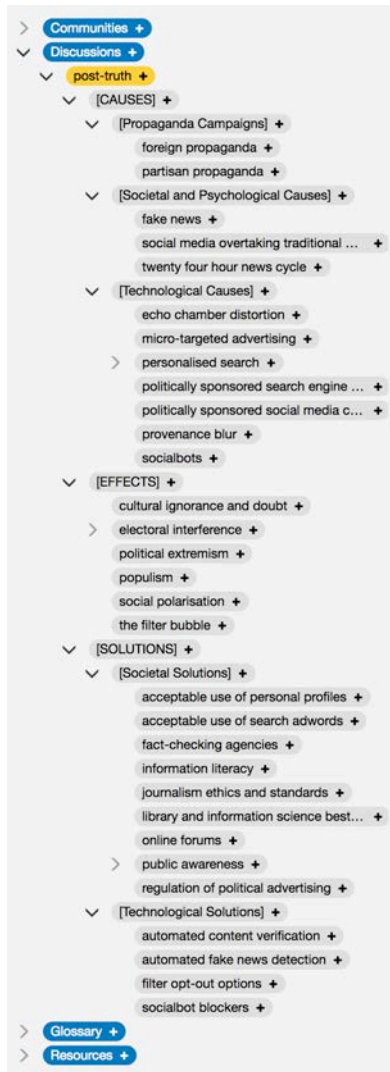 Communities +
Discussions +
post-truth +
[CAUSES] +
[Propaganda Campaigns] +
foreign propaganda +
partisan propaganda +
[Societal and Psychological Causes] +
fake news +
social media overtaking traditional ... +
twenty four hour news cycle +
[Technological Causes] +
echo chamber distortion +
micro-targeted advertising +
personalised search +
politically sponsored search engine ... +
politically sponsored social media c... +
provenance blur +
socialbots +
[EFFECTS] +
cultural ignorance and doubt +
electoral interference +
political extremism +
populism +
social polarisation +
the filter bubble +
[SOLUTIONS] +
[Societal Solutions] +
acceptable use of personal profiles +
acceptable use of search adwords +
fact-checking agencies +
information literacy +
journalism ethics and standards +
library and information science best... +
online forums +
public awareness +
regulation of political advertising +
[Technological Solutions] +
automated content verification +
automated fake news detection +
filter opt-out options +
socialbot blockers +
Glossary +
Resources +